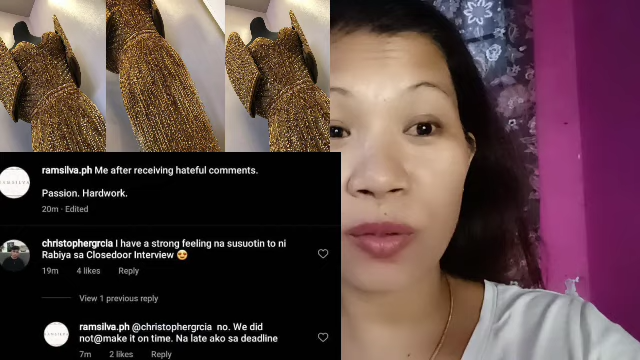 ramsilva.ph Me after receiving hateful comments.
Passion. Hardwork.
20m · Edited
christophergrcia I have a strong feeling na susuotin to ni
Rabiya sa Closedoor Interview 😍
19m 4 likes Reply
View 1 previous reply
ramsilva.ph @christophergrcia no. We did
not@make it on time. Na late ako sa deadline
7m 2 likes Reply